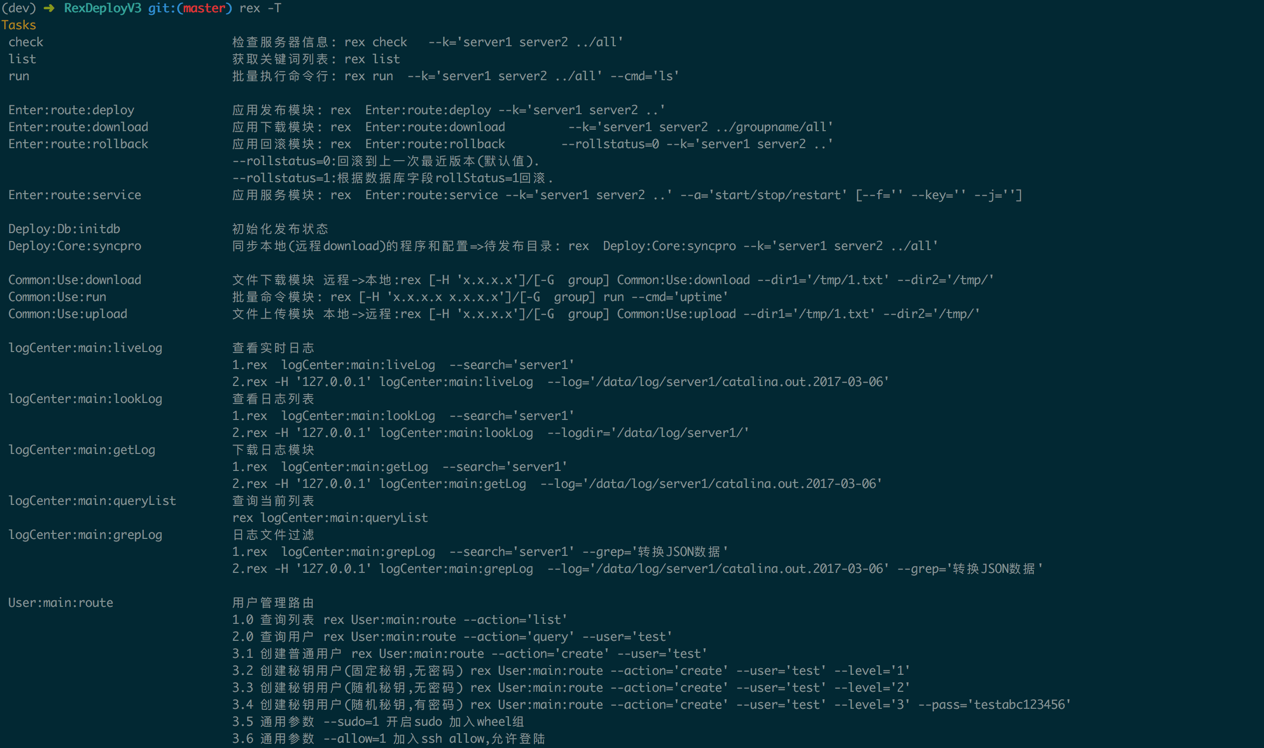 (dev) ➜ RexDeployV3 git:(master) rex -T
Tasks
check 检查服务器信息: rex check --k='server1 server2 ../all'
list 获取关键词列表: rex list
run 批量执行命令行: rex run --k='server1 server2 ../all' --cmd='ls'
Enter:route:deploy 应用发布模块: rex Enter:route:deploy --k='server1 server2 ..'
Enter:route:download 应用下载模块: rex Enter:route:download --k='server1 server2 ../groupname/all'
Enter:route:rollback 应用回滚模块: rex Enter:route:rollback --rollstatus=0 --k='server1 server2 ..'
--rollstatus=0:回滚到上一次最近版本(默认值).
--rollstatus=1:根据数据库字段rollStatus=1回滚.
Enter:route:service 应用服务模块: rex Enter:route:service --k='server1 server2 ..' --a='start/stop/restart' [--f='' --key='' --j='']
Deploy:Db:initdb 初始化发布状态
Deploy:Core:syncpro 同步本地(远程download)的程序和配置=>待发布目录: rex Deploy:Core:syncpro --k='server1 server2 ../all'
Common:Use:download 文件下载模块 远程->本地:rex [-H 'x.x.x.x']/[-G group] Common:Use:download --dir1='/tmp/1.txt' --dir2='/tmp/'
Common:Use:run 批量命令模块: rex [-H 'x.x.x.x x.x.x.x']/[-G group] run --cmd='uptime'
Common:Use:upload 文件上传模块 本地->远程:rex [-H 'x.x.x.x']/[-G group] Common:Use:upload --dir1='/tmp/1.txt' --dir2='/tmp/'
logCenter:main:liveLog 查看实时日志
1.rex logCenter:main:liveLog --search='server1'
2.rex -H '127.0.0.1' logCenter:main:liveLog --log='/data/log/server1/catalina.out.2017-03-06'
logCenter:main:lookLog 查看日志列表
1.rex logCenter:main:lookLog --search='server1'
2.rex -H '127.0.0.1' logCenter:main:lookLog --logdir='/data/log/server1/'
logCenter:main:getLog 下载日志模块
1.rex logCenter:main:getLog --search='server1'
2.rex -H '127.0.0.1' logCenter:main:getLog --log='/data/log/server1/catalina.out.2017-03-06'
logCenter:main:queryList 查询当前列表
rex logCenter:main:queryList
logCenter:main:grepLog 日志文件过滤
1.rex logCenter:main:grepLog --search='server1' --grep='转换JSON数据'
2.rex -H '127.0.0.1' logCenter:main:grepLog --log='/data/log/server1/catalina.out.2017-03-06' --grep='转换JSON数据'
User:main:route 用户管理路由
1.0 查询列表 rex User:main:route --action='list'
2.0 查询用户 rex User:main:route --action='query' --user='test'
3.1 创建普通用户 rex User:main:route --action='create' --user='test'
3.2 创建秘钥用户(固定秘钥,无密码) rex User:main:route --action='create' --user='test' --level='1'
3.3 创建秘钥用户(随机秘钥,无密码) rex User:main:route --action='create' --user='test' --level='2'
3.4 创建秘钥用户(随机秘钥,有密码) rex User:main:route --action='create' --user='test' --level='3' --pass='testabc123456'
3.5 通用参数 --sudo=1 开启sudo 加入wheel组
3.6 通用参数 --allow=1 加入ssh allow,允许登陆